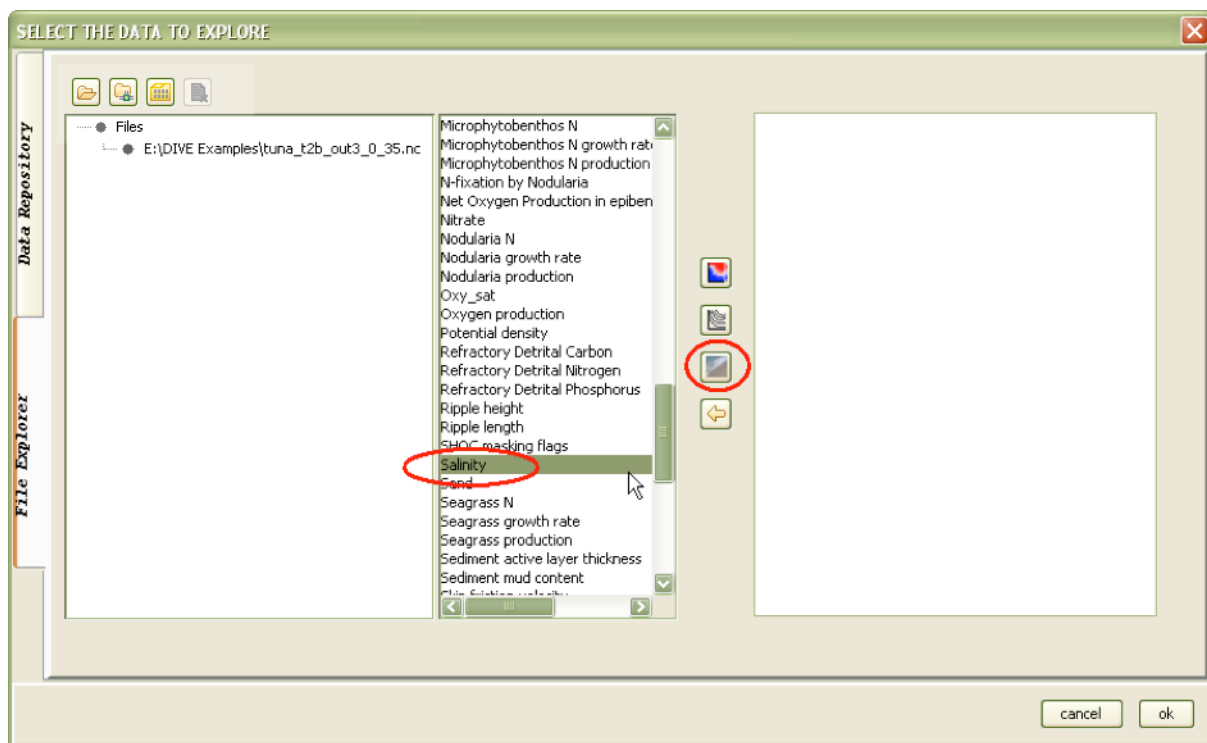 SELECT THE DATA TO EXPLORE
Data Repository
File Explorer
Files
E:\DIVE Examples\tuna_t2b_out3_0_35.nc
Microphytobenthos N
Microphytobenthos N growth rat
Microphytobenthos N production
N-fixation by Nodularia
Net Oxygen Production in epiben
Nitrate
Nodularia N
Nodularia growth rate
Nodularia production
Oxy_sat
Oxygen production
Potential density
Refractory Detrital Carbon
Refractory Detrital Nitrogen
Refractory Detrital Phosphorus
Ripple height
Ripple length
SHOC masking flags
Salinity
Sand
Seagrass N
Seagrass growth rate
Seagrass production
Sediment active layer thickness
Sediment mud content
Skin friction velocity
cancel
ok